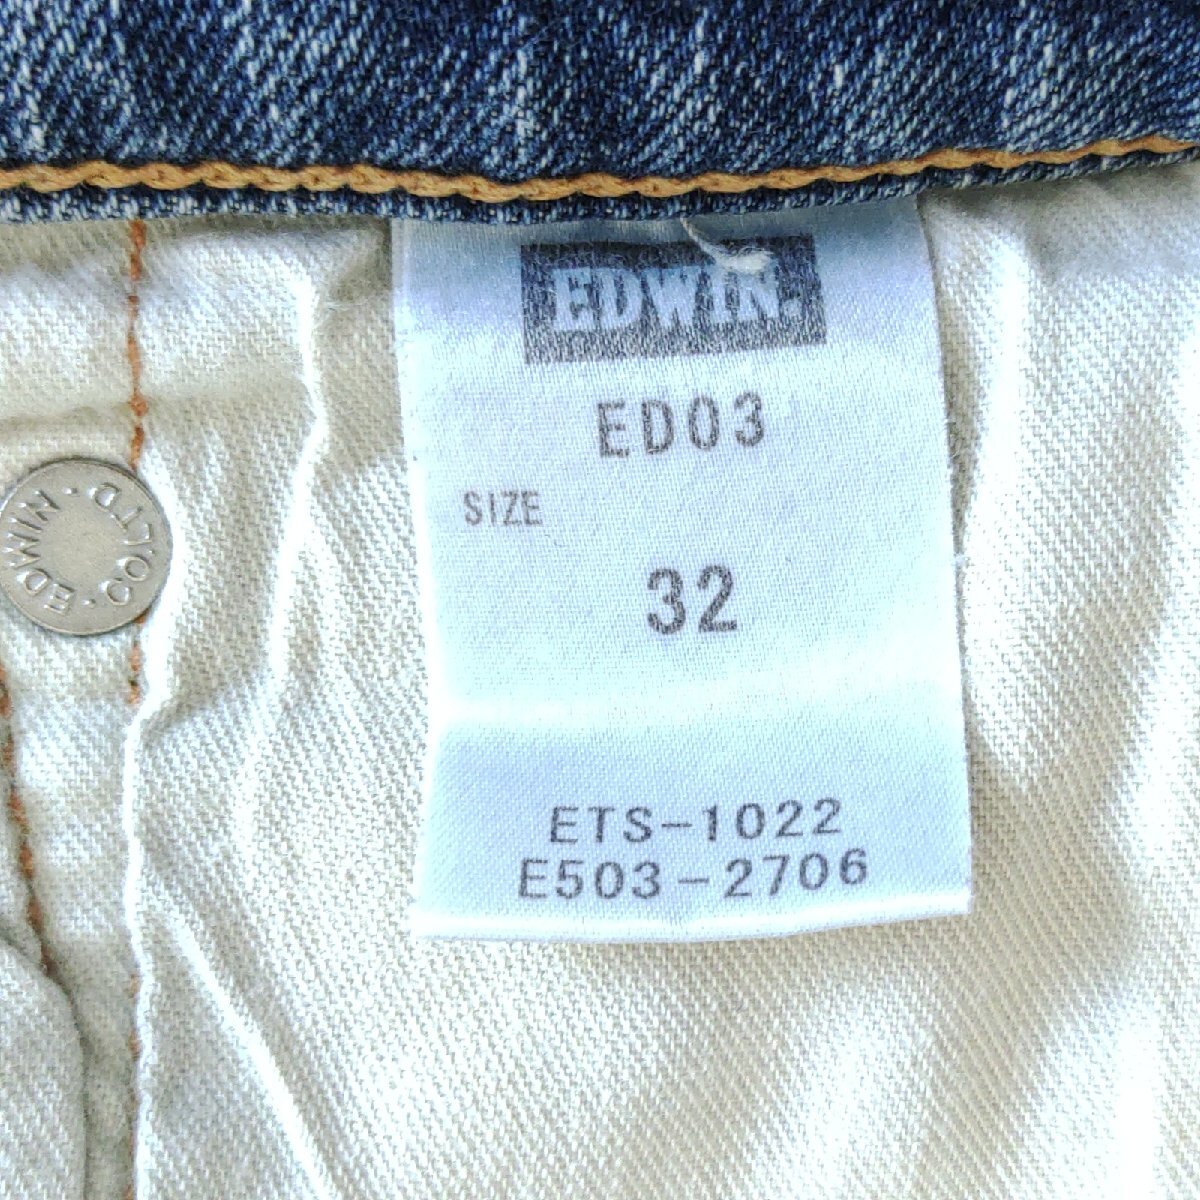 EDWIN.
ED03
SIZE
32
ETS-1022
E503-2706
EDWIN · CO.LTD ·